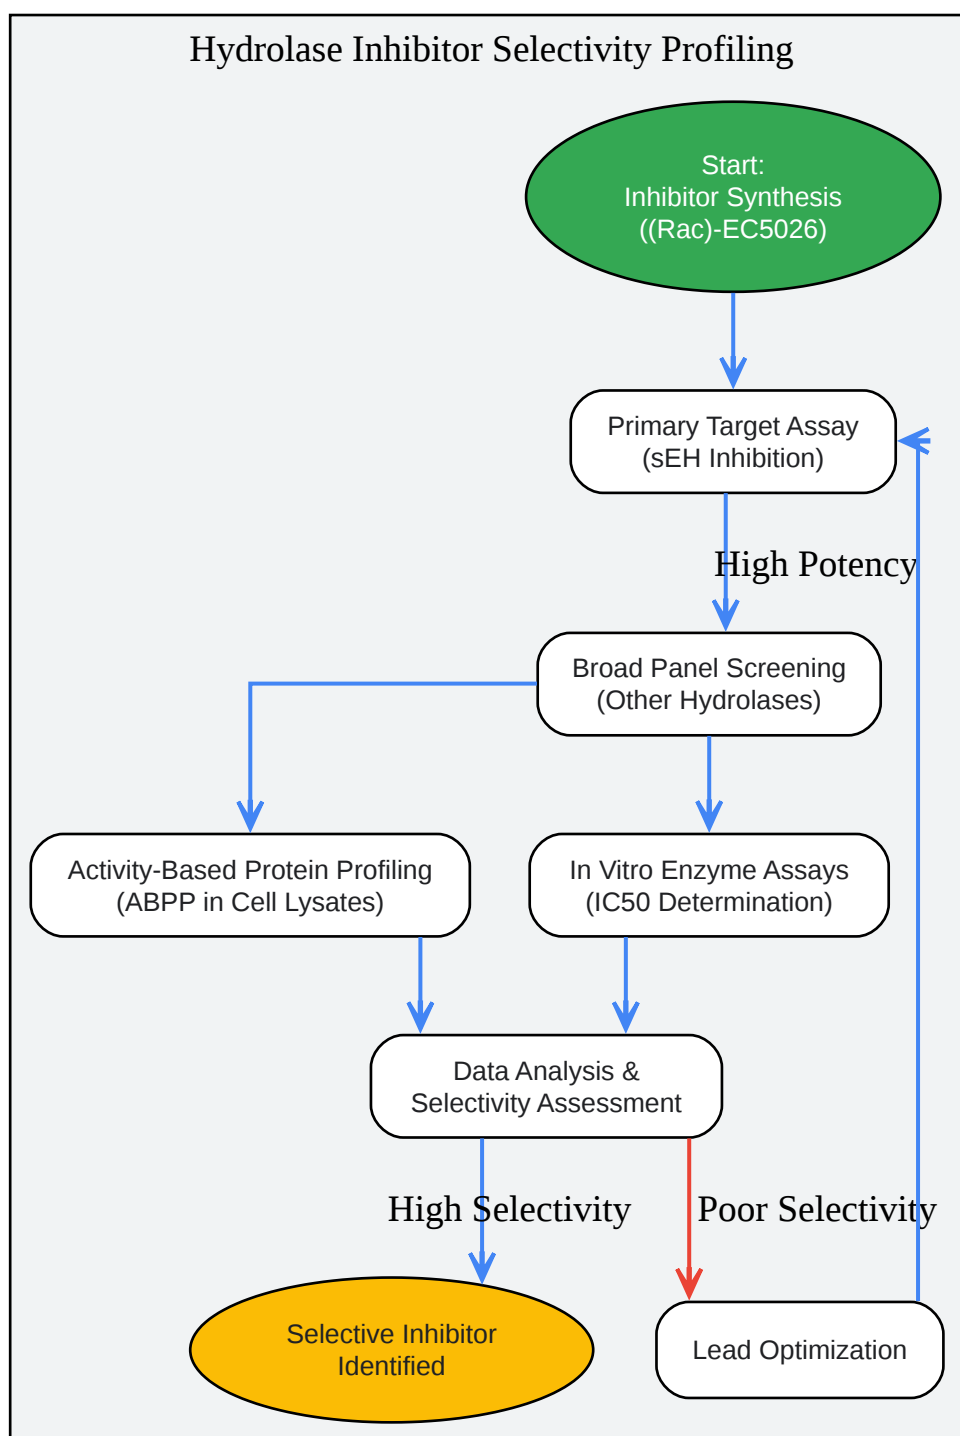 Hydrolase Inhibitor Selectivity Profiling
Start:
Inhibitor Synthesis
((Rac)-EC5026)
Primary Target Assay
(sEH Inhibition)
High Potency
Broad Panel Screening
(Other Hydrolases)
Activity-Based Protein Profiling
(ABPP in Cell Lysates)
In Vitro Enzyme Assays
(IC50 Determination)
Data Analysis &
Selectivity Assessment
High Selectivity
Poor Selectivity
Selective Inhibitor
Identified
Lead Optimization